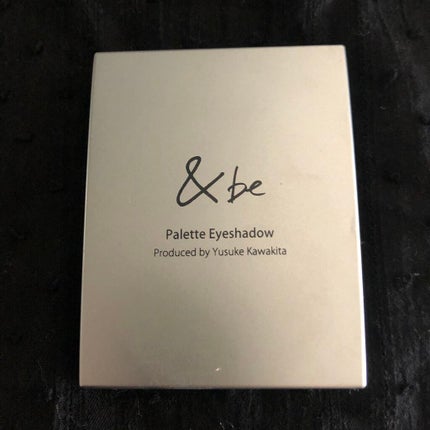 &be
Palette Eyeshadow
Produced by Yusuke Kawakita